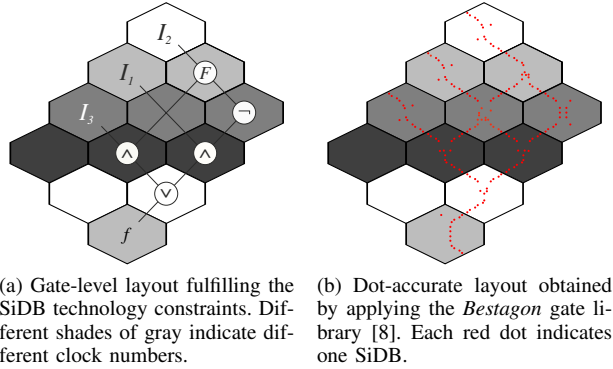 I2
I1 F
I3 ¬
∧ ∧
∨
f
(a) Gate-level layout fulfilling the
SiDB technology constraints. Dif-
ferent shades of gray indicate dif-
ferent clock numbers.
(b) Dot-accurate layout obtained
by applying the Bestagon gate li-
brary [8]. Each red dot indicates
one SiDB.